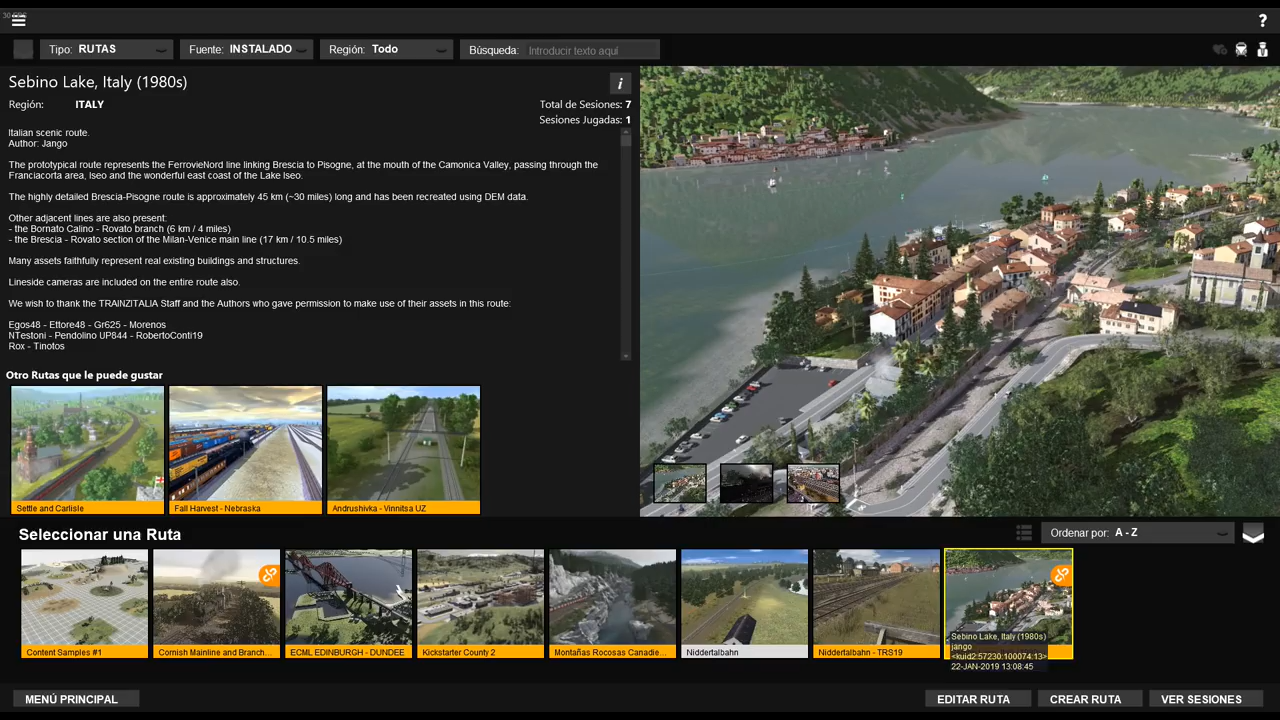 30 FPS
?
Tipo: RUTAS
Fuente: INSTALADO
Región: Todo
Búsqueda: Introducir texto aquí
Sebino Lake, Italy (1980s)
i
Región: ITALY
Total de Sesiones: 7
Sesiones Jugadas: 1
Italian scenic route.
Author: Jango
The prototypical route represents the FerrovieNord line linking Brescia to Pisogne, at the mouth of the Camonica Valley, passing through the
Franciacorta area, Iseo and the wonderful east coast of the Lake Iseo.
The highly detailed Brescia-Pisogne route is approximately 45 km (~30 miles) long and has been recreated using DEM data.
Other adjacent lines are also present:
- the Bornato Calino - Rovato branch (6 km / 4 miles)
- the Brescia - Rovato section of the Milan-Venice main line (17 km / 10.5 miles)
Many assets faithfully represent real existing buildings and structures.
Lineside cameras are included on the entire route also.
We wish to thank the TRAINZITALIA Staff and the Authors who gave permission to make use of their assets in this route:
Egos48 - Ettore48 - Gr625 - Morenos
NTestoni - Pendolino UP844 - RobertoConti19
Rox - Tinotos
Otro Rutas que le puede gustar
Settle and Carlisle
Fall Harvest - Nebraska
Andrushivka - Vinnitsa UZ
Seleccionar una Ruta
Ordenar por: A - Z
Content Samples #1
Cornish Mainline and Branch...
ECML EDINBURGH - DUNDEE
Kickstarter County 2
Montañas Rocosas Canadie...
Niddertalbahn
Niddertalbahn - TRS19
Sebino Lake, Italy (1980s)
jango
<kuid2:57230:100074:13>
22-JAN-2019 13:08:45
MENÚ PRINCIPAL
EDITAR RUTA
CREAR RUTA
VER SESIONES